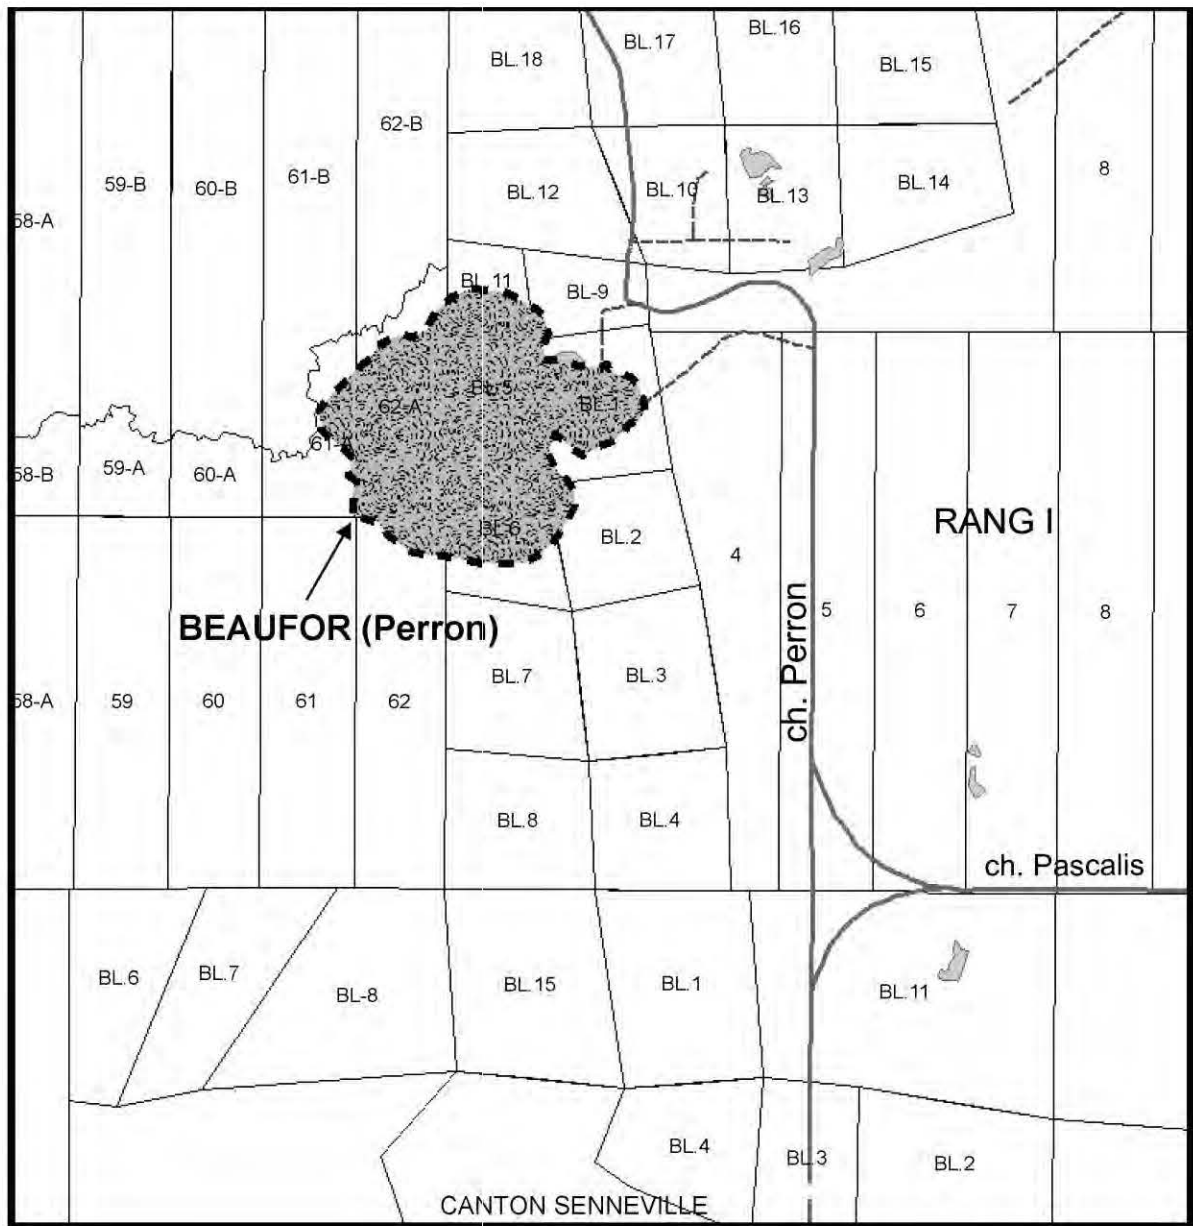 BL.16
BL.17
BL.18
BL.15
62-B
8
61-B
59-B
60-B
BL.10
BL.12
BL.13
BL.14
58-A
BL.11
BL-9
BL-5
62-A
BL.1
61-A
58-B
59-A
60-A
BL-6
BL.2
RANG I
4
5
6
7
8
BEAUFOR (Perron)
ch. Perron
BL.7
BL.3
58-A
59
60
61
62
BL.8
BL.4
ch. Pascalis
BL.6
BL.7
BL-8
BL.15
BL.1
BL.11
BL.4
BL.3
BL.2
CANTON SENNEVILLE